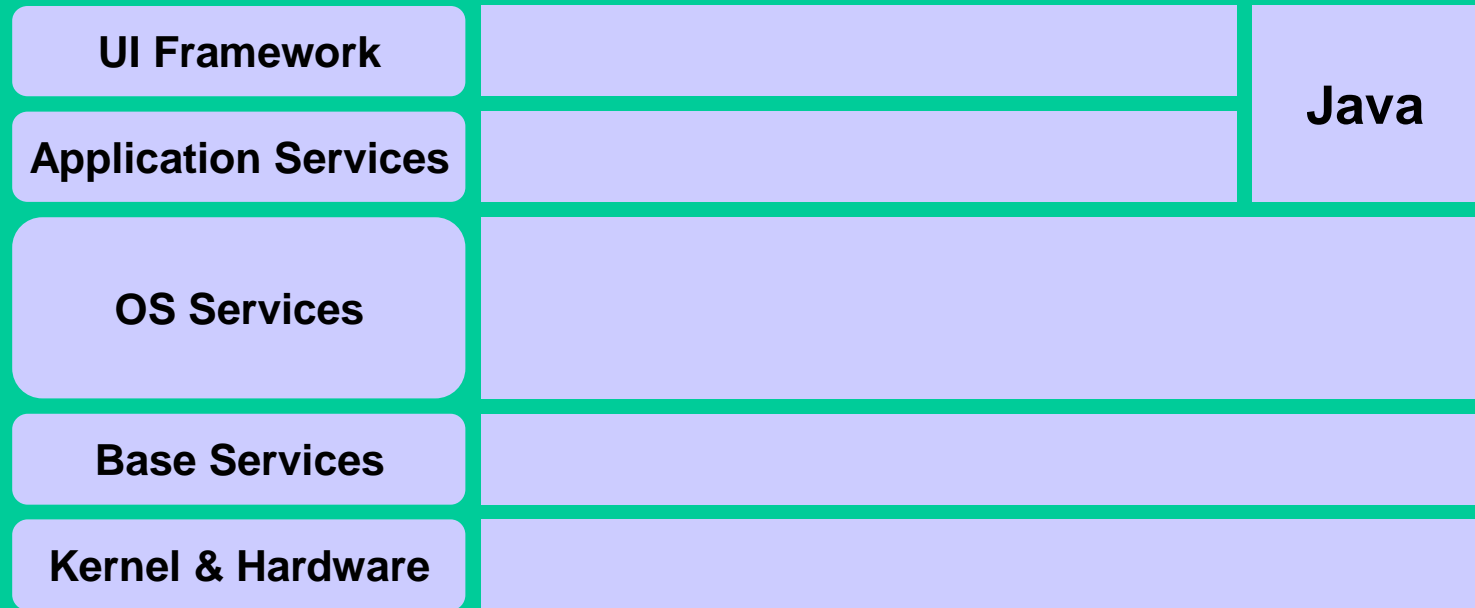 UI Framework
Java
Application Services
OS Services
Base Services
Kernel & Hardware